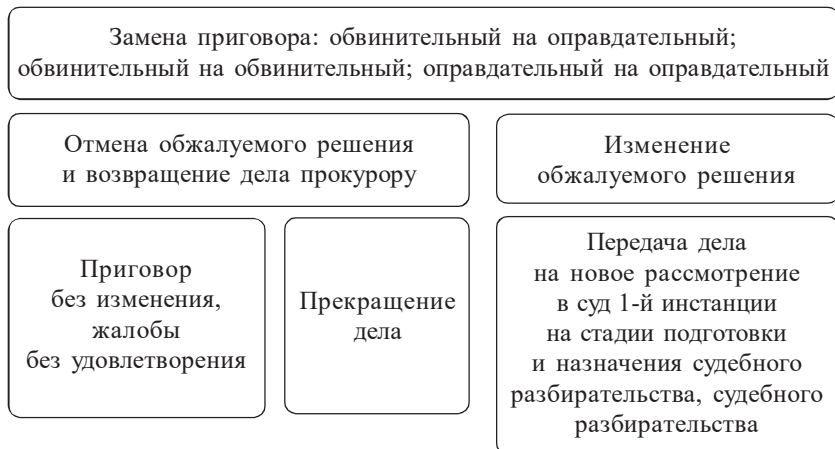 Замена приговора: обвинительный на оправдательный;
обвинительный на обвинительный; оправдательный на оправдательный
Отмена обжалуемого решения
и возвращение дела прокурору
Изменение
обжалуемого решения
Приговор
без изменения,
жалобы
без удовлетворения
Прекращение
дела
Передача дела
на новое рассмотрение
в суд 1-й инстанции
на стадии подготовки
и назначения судебного
разбирательства, судебного
разбирательства